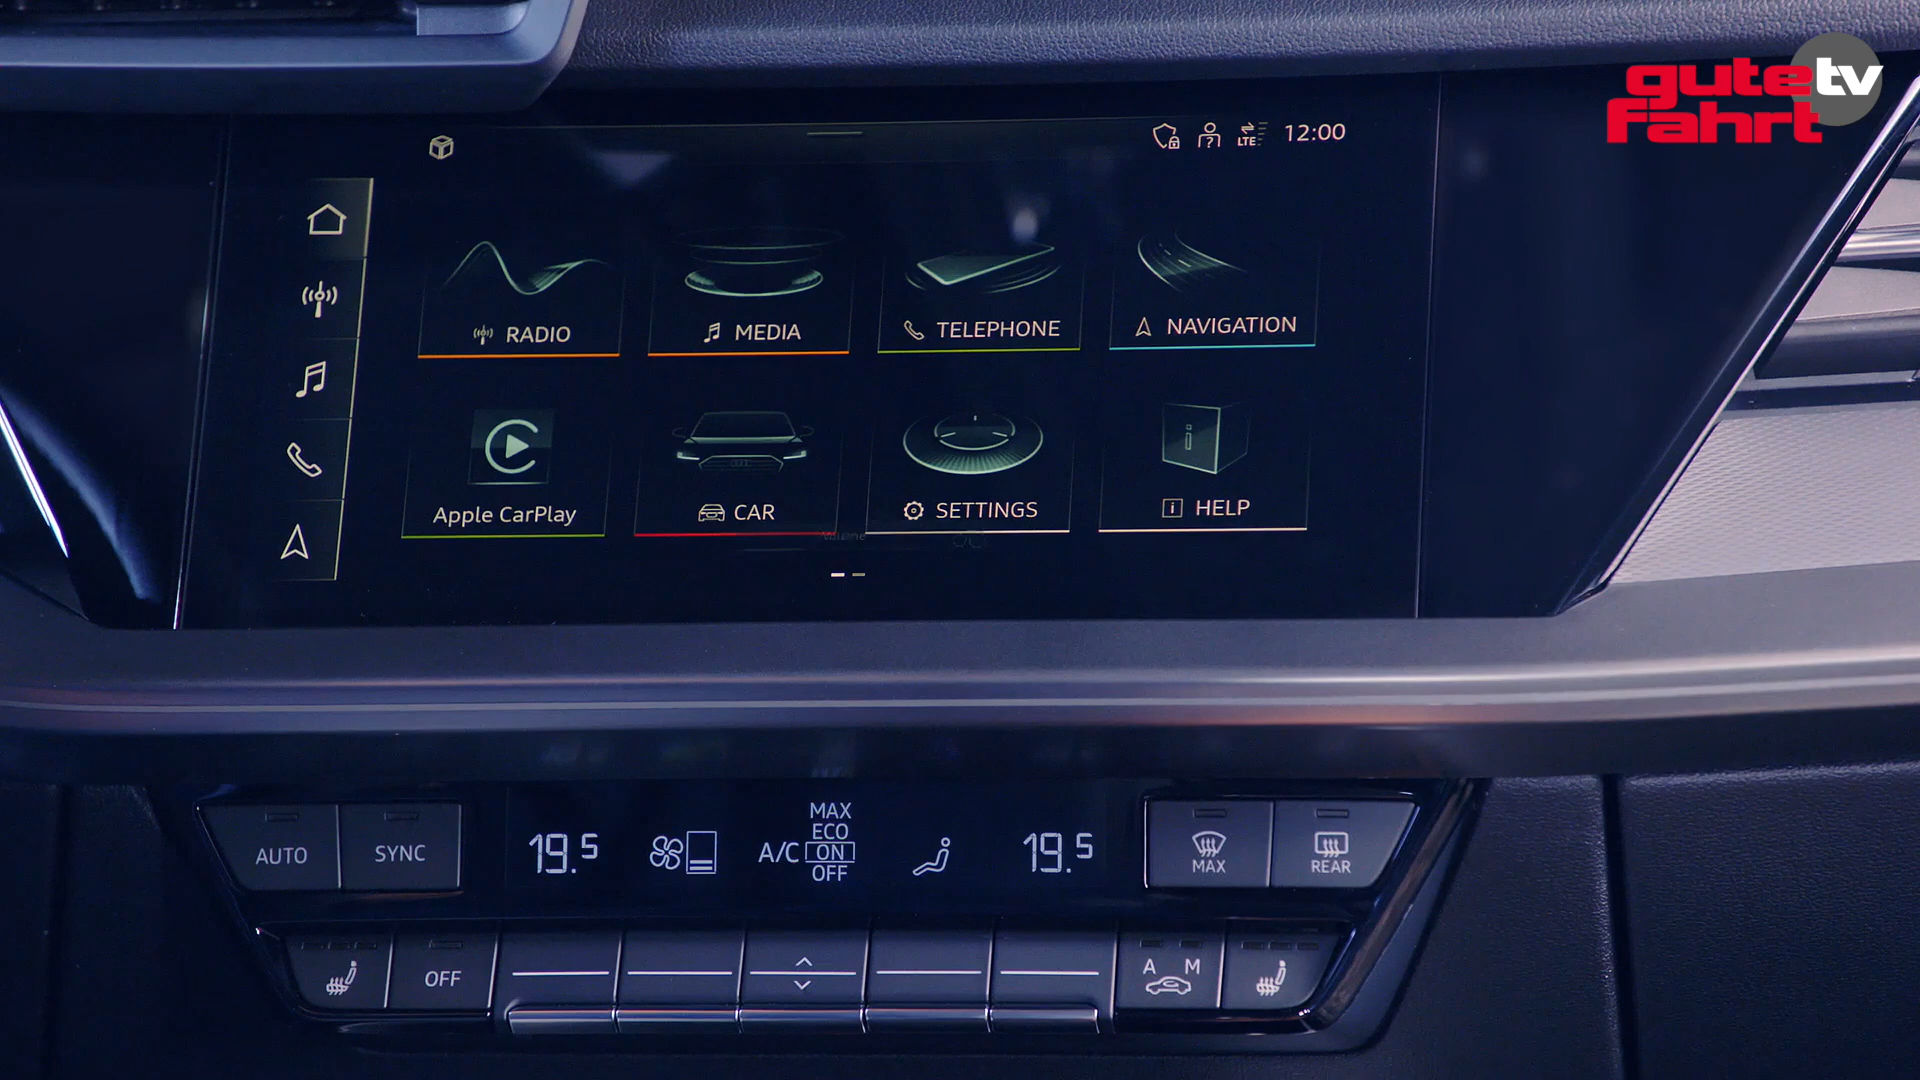 gute tv
fahrt
LTE 12:00
RADIO
MEDIA
TELEPHONE
NAVIGATION
Apple CarPlay
CAR
SETTINGS
i
HELP
AUTO
SYNC
19.5
A/C
MAX
ECO
ON
OFF
19.5
MAX
REAR
OFF
A M